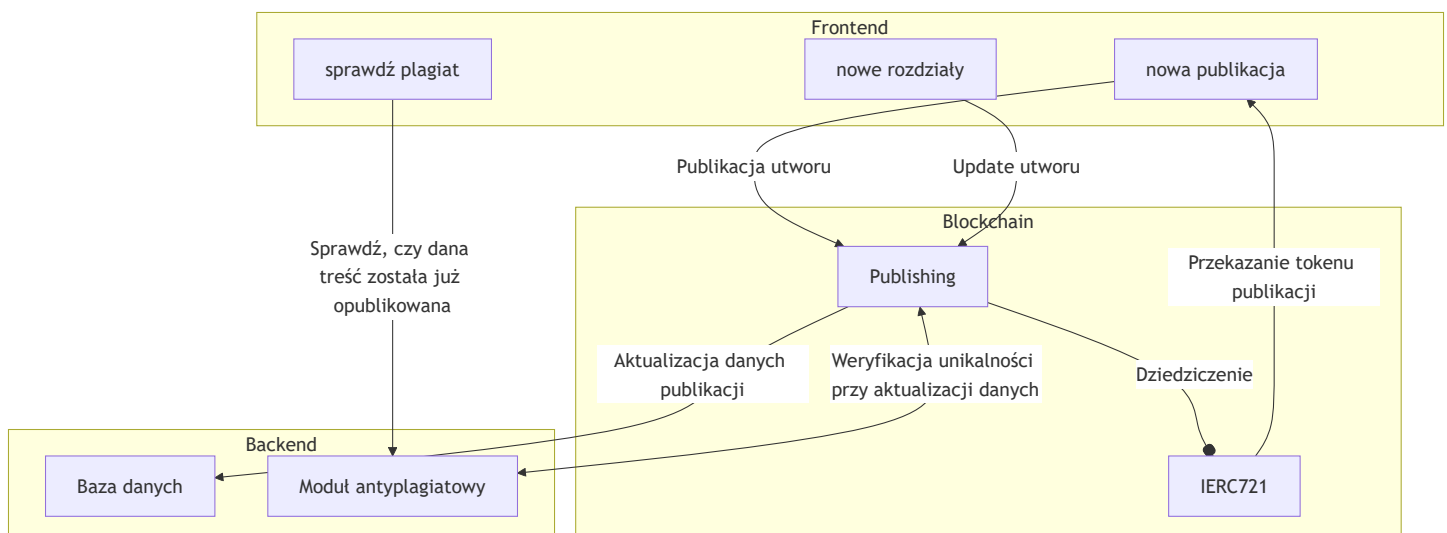 Frontend
sprawdź plagiat
nowe rozdziały
nowa publikacja
Publikacja utworu
Update utworu
Blockchain
Sprawdź, czy dana
treść została już
opublikowana
Publishing
Przekazanie tokenu
publikacji
Aktualizacja danych
publikacji
Weryfikacja unikalności
przy aktualizacji danych
Dziedziczenie
Backend
Baza danych
Moduł antyplagiatowy
IERC721